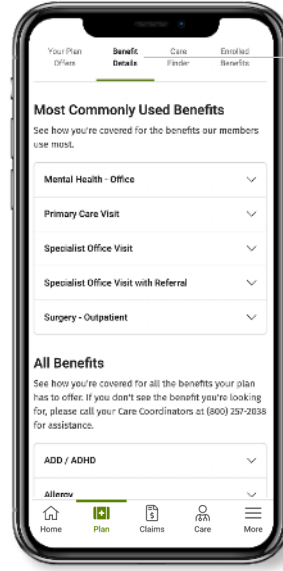 Your Plan Offers
Benefit Details
Care Finder
Enrolled Benefits
Most Commonly Used Benefits
See how you're covered for the benefits our members
use most.
Mental Health - Office
Primary Care Visit
Specialist Office Visit
Specialist Office Visit with Referral
Surgery - Outpatient
All Benefits
See how you're covered for all the benefits your plan
has to offer. If you don't see the benefit you're looking
for, please call your Care Coordinators at (800) 257-2038
for assistance.
ADD / ADHD
Allergy
Home
Plan
Claims
Care
More